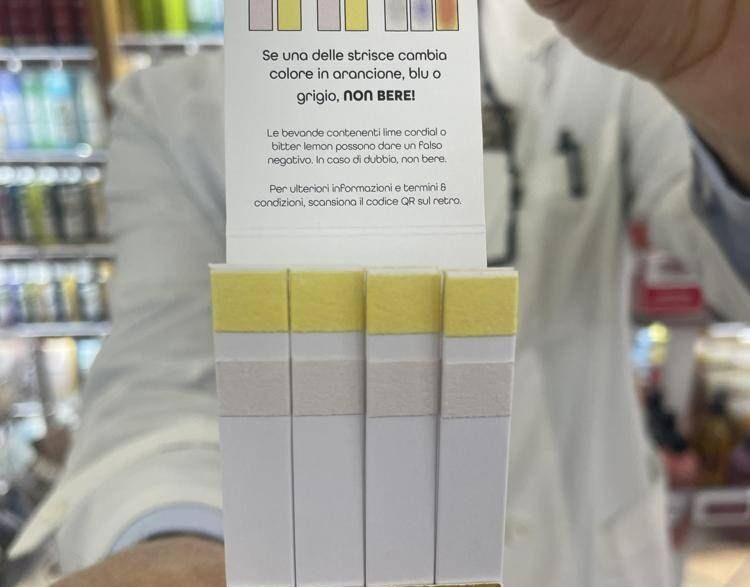 Se una delle strisce cambia
colore in arancione, blu o
grigio, NON BERE!
Le bevande contenenti lime cordial o
bitter lemon possono dare un falso
negativo. In caso di dubbio, non bere.
Per ulteriori informazioni e termini &
condizioni, scansiona il codice QR sul retro.